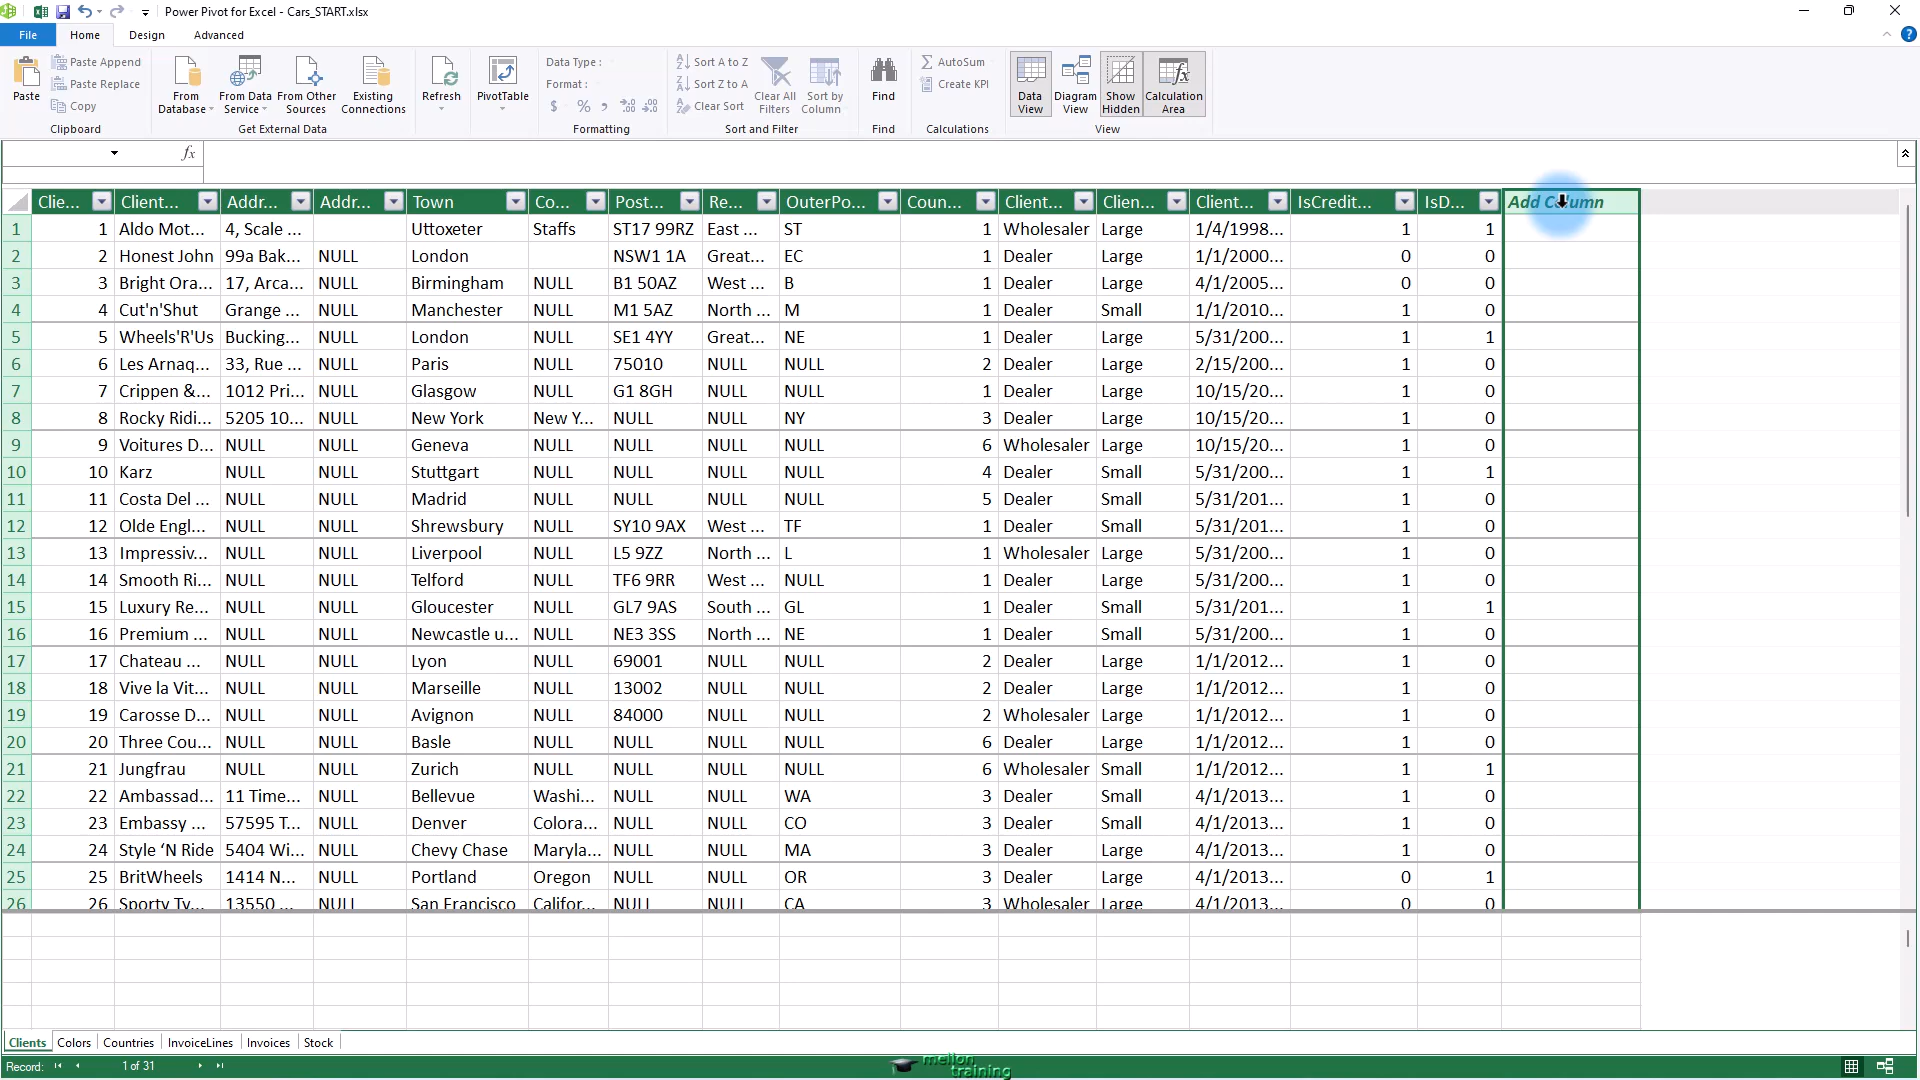 Power Pivot for Excel - Cars_START.xlsx
File Home Design Advanced
Paste
Paste Append
Paste Replace
Copy
Clipboard
From Database
From Data Service
From Other Sources
Existing Connections
Get External Data
Refresh
PivotTable
Data Type :
Format :
$ % ,
Formatting
Sort A to Z
Sort Z to A
Clear Sort
Clear All Filters
Sort by Column
Sort and Filter
Find
Find
AutoSum
Create KPI
Calculations
Data View
Diagram View
Show Hidden
Calculation Area
View
fx
Clie... Client... Addr... Addr... Town Co... Post... Re... OuterPo... Coun... Client... Clien... Client... IsCredit... IsD... Add Column
1 1 Aldo Mot... 4, Scale ... Uttoxeter Staffs ST17 99RZ East ... ST 1 Wholesaler Large 1/4/1998... 1 1
2 2 Honest John 99a Bak... NULL London NSW1 1A Great... EC 1 Dealer Large 1/1/2000... 0 0
3 3 Bright Ora... 17, Arca... NULL Birmingham NULL B1 50AZ West ... B 1 Dealer Large 4/1/2005... 0 0
4 4 Cut'n'Shut Grange ... NULL Manchester NULL M1 5AZ North ... M 1 Dealer Small 1/1/2010... 1 0
5 5 Wheels'R'Us Bucking... NULL London NULL SE1 4YY Great... NE 1 Dealer Large 5/31/200... 1 1
6 6 Les Arnaq... 33, Rue ... NULL Paris NULL 75010 NULL NULL 2 Dealer Large 2/15/200... 1 0
7 7 Crippen &... 1012 Pri... NULL Glasgow NULL G1 8GH NULL NULL 1 Dealer Large 10/15/20... 1 0
8 8 Rocky Ridi... 5205 10... NULL New York New Y... NULL NULL NY 3 Dealer Large 10/15/20... 1 0
9 9 Voitures D... NULL NULL Geneva NULL NULL NULL NULL 6 Wholesaler Large 10/15/20... 1 0
10 10 Karz NULL NULL Stuttgart NULL NULL NULL NULL 4 Dealer Small 5/31/200... 1 1
11 11 Costa Del ... NULL NULL Madrid NULL NULL NULL NULL 5 Dealer Small 5/31/201... 1 0
12 12 Olde Engl... NULL NULL Shrewsbury NULL SY10 9AX West ... TF 1 Dealer Small 5/31/201... 1 0
13 13 Impressiv... NULL NULL Liverpool NULL L5 9ZZ North ... L 1 Wholesaler Large 5/31/200... 1 0
14 14 Smooth Ri... NULL NULL Telford NULL TF6 9RR West ... NULL 1 Dealer Large 5/31/200... 1 0
15 15 Luxury Re... NULL NULL Gloucester NULL GL7 9AS South ... GL 1 Dealer Small 5/31/201... 1 1
16 16 Premium ... NULL NULL Newcastle u... NULL NE3 3SS North ... NE 1 Dealer Small 5/31/200... 1 0
17 17 Chateau ... NULL NULL Lyon NULL 69001 NULL NULL 2 Dealer Large 1/1/2012... 1 0
18 18 Vive la Vit... NULL NULL Marseille NULL 13002 NULL NULL 2 Dealer Large 1/1/2012... 1 0
19 19 Carosse D... NULL NULL Avignon NULL 84000 NULL NULL 2 Wholesaler Large 1/1/2012... 1 0
20 20 Three Cou... NULL NULL Basle NULL NULL NULL NULL 6 Dealer Large 1/1/2012... 1 0
21 21 Jungfrau NULL NULL Zurich NULL NULL NULL NULL 6 Wholesaler Small 1/1/2012... 1 1
22 22 Ambassad... 11 Time... NULL Bellevue Washi... NULL NULL WA 3 Dealer Small 4/1/2013... 1 0
23 23 Embassy ... 57595 T... NULL Denver Colora... NULL NULL CO 3 Dealer Small 4/1/2013... 1 0
24 24 Style ‘N Ride 5404 Wi... NULL Chevy Chase Maryla... NULL NULL MA 3 Dealer Large 4/1/2013... 1 0
25 25 BritWheels 1414 N... NULL Portland Oregon NULL NULL OR 3 Dealer Large 4/1/2013... 0 1
26 26 Sporty Ty... 13550 ... NULL San Francisco Califor... NULL NULL CA 3 Wholesaler Large 4/1/2013... 0 0
Clients Colors Countries InvoiceLines Invoices Stock
Record: 1 of 31
mellon
training